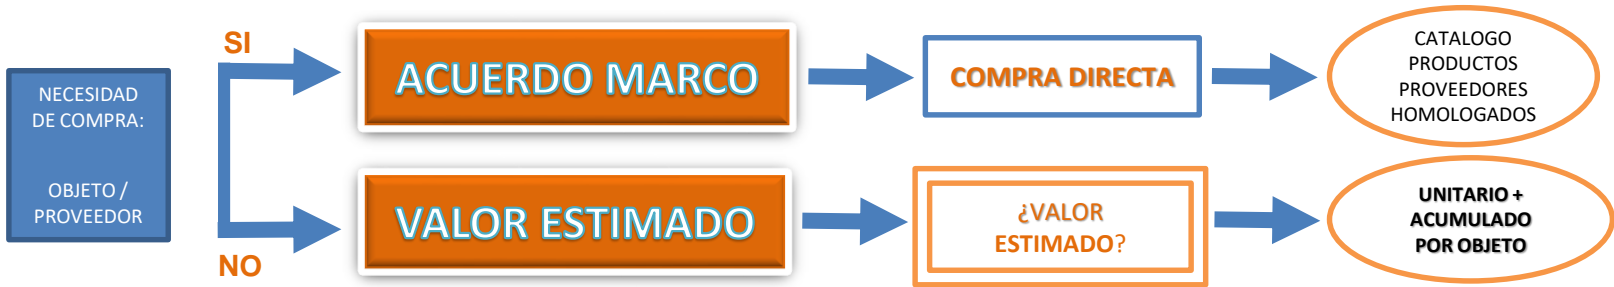 NECESIDAD
DE COMPRA:
OBJETO /
PROVEEDOR
SI
ACUERDO MARCO
COMPRA DIRECTA
CATALOGO
PRODUCTOS
PROVEEDORES
HOMOLOGADOS
NO
VALOR ESTIMADO
¿VALOR
ESTIMADO?
UNITARIO +
ACUMULADO
POR OBJETO